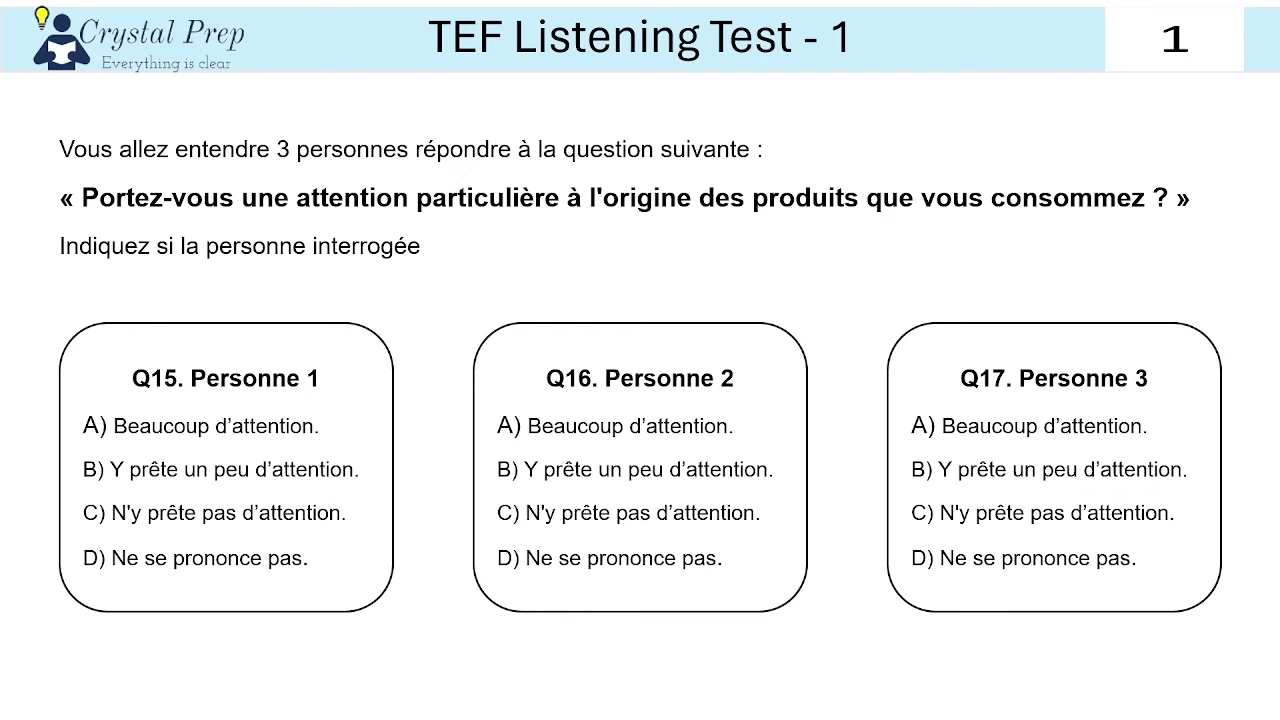 Crystal Prep
Everything is clear
TEF Listening Test - 1
1
Vous allez entendre 3 personnes répondre à la question suivante :
« Portez-vous une attention particulière à l'origine des produits que vous consommez ? »
Indiquez si la personne interrogée
Q15. Personne 1
A) Beaucoup d’attention.
B) Y prête un peu d’attention.
C) N'y prête pas d’attention.
D) Ne se prononce pas.
Q16. Personne 2
A) Beaucoup d’attention.
B) Y prête un peu d’attention.
C) N'y prête pas d’attention.
D) Ne se prononce pas.
Q17. Personne 3
A) Beaucoup d’attention.
B) Y prête un peu d’attention.
C) N'y prête pas d’attention.
D) Ne se prononce pas.